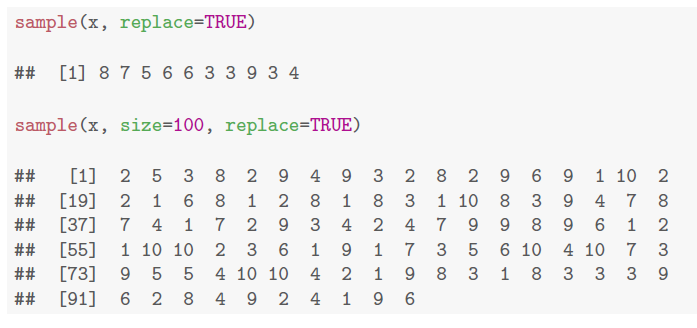 sample(x, replace=TRUE)
## [1] 8 7 5 6 6 3 3 9 3 4
sample(x, size=100, replace=TRUE)
## [1] 2 5 3 8 2 9 4 9 3 2 8 2 9 6 9 1 10 2
## [19] 2 1 6 8 1 2 8 1 8 3 1 10 8 3 9 4 7 8
## [37] 7 4 1 7 2 9 3 4 2 4 7 9 9 8 9 6 1 2
## [55] 1 10 10 2 3 6 1 9 1 7 3 5 6 10 4 10 7 3
## [73] 9 5 5 4 10 10 4 2 1 9 8 3 1 8 3 3 3 9
## [91] 6 2 8 4 9 2 4 1 9 6